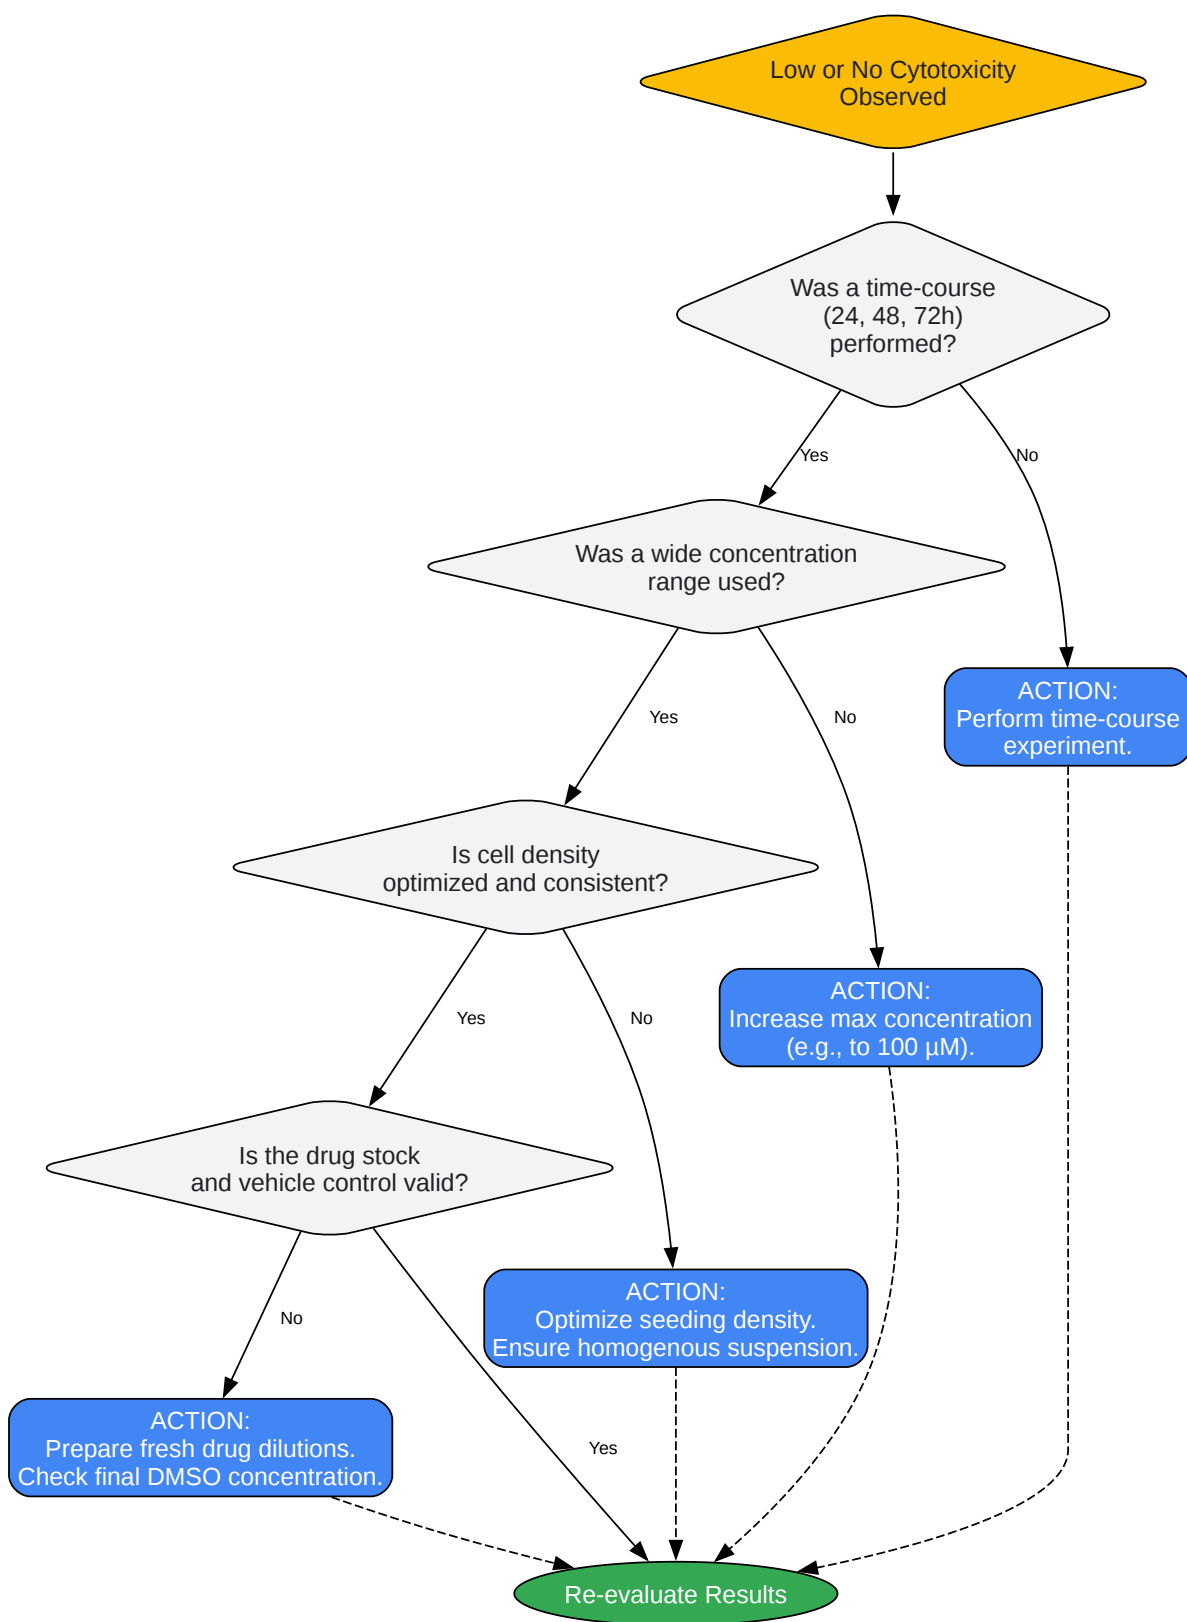 Low or No Cytotoxicity
Observed
Was a time-course
(24, 48, 72h)
performed?
Yes
No
Was a wide concentration
range used?
ACTION:
Perform time-course
experiment.
Yes
No
Is cell density
optimized and consistent?
ACTION:
Increase max concentration
(e.g., to 100 µM).
Yes
No
Is the drug stock
and vehicle control valid?
ACTION:
Optimize seeding density.
Ensure homogenous suspension.
No
Yes
ACTION:
Prepare fresh drug dilutions.
Check final DMSO concentration.
Re-evaluate Results